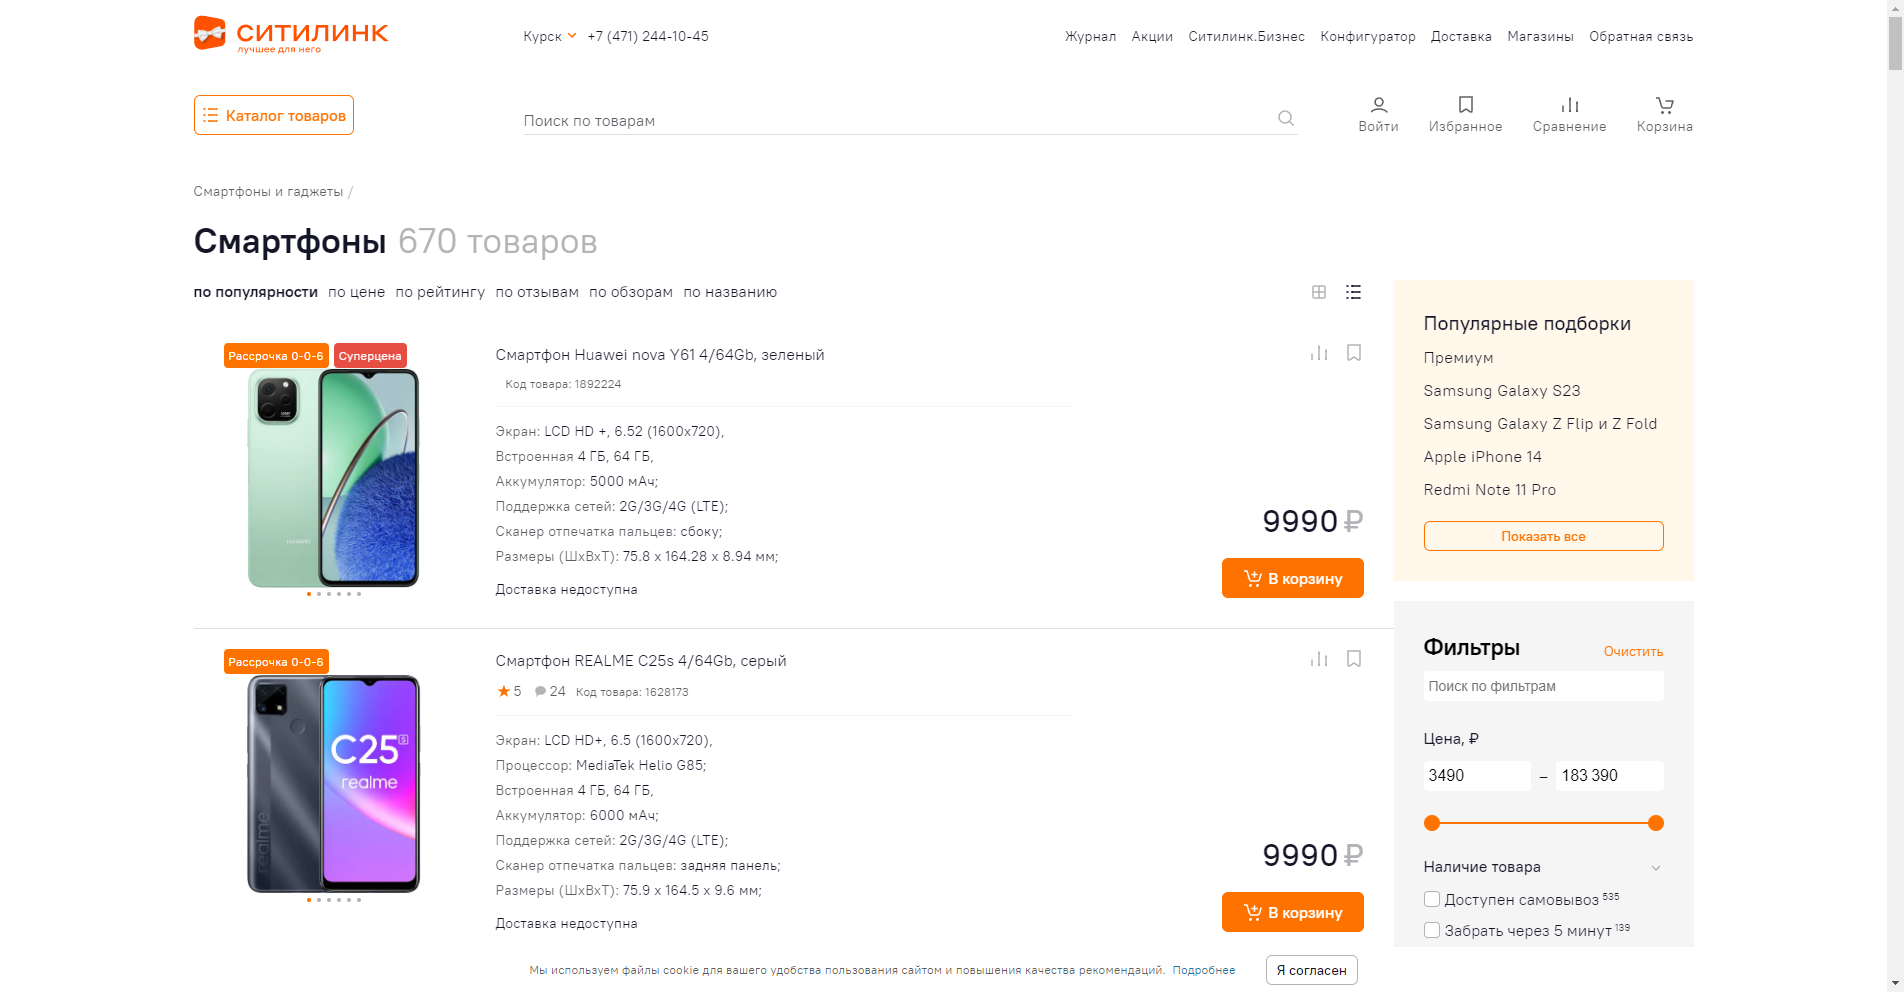 СИТИЛИНК
лучшее для него
Курск +7 (471) 244-10-45
Журнал Акции Ситилинк.Бизнес Конфигуратор Доставка Магазины Обратная связь
Каталог товаров
Поиск по товарам
Войти Избранное Сравнение Корзина
Смартфоны и гаджеты /
Смартфоны 670 товаров
по популярности по цене по рейтингу по отзывам по обзорам по названию
Рассрочка 0-0-6 Суперцена
HUAWEI
Смартфон Huawei nova Y61 4/64Gb, зеленый
Код товара: 1892224
Экран: LCD HD +, 6.52 (1600x720),
Встроенная 4 ГБ, 64 ГБ,
Аккумулятор: 5000 мАч;
Поддержка сетей: 2G/3G/4G (LTE);
Сканер отпечатка пальцев: сбоку;
Размеры (ШхВхТ): 75.8 x 164.28 x 8.94 мм;
Доставка недоступна
9990 ₽
В корзину
Рассрочка 0-0-6
C25s
realme
realme
Смартфон REALME C25s 4/64Gb, серый
5 24 Код товара: 1628173
Экран: LCD HD+, 6.5 (1600x720),
Процессор: MediaTek Helio G85;
Встроенная 4 ГБ, 64 ГБ,
Аккумулятор: 6000 мАч;
Поддержка сетей: 2G/3G/4G (LTE);
Сканер отпечатка пальцев: задняя панель;
Размеры (ШхВхТ): 75.9 x 164.5 x 9.6 мм;
Доставка недоступна
9990 ₽
В корзину
Популярные подборки
Премиум
Samsung Galaxy S23
Samsung Galaxy Z Flip и Z Fold
Apple iPhone 14
Redmi Note 11 Pro
Показать все
Фильтры Очистить
Поиск по фильтрам
Цена, ₽
3490 – 183 390
Наличие товара
Доступен самовывоз 535
Забрать через 5 минут 139
Мы используем файлы cookie для вашего удобства пользования сайтом и повышения качества рекомендаций. Подробнее
Я согласен